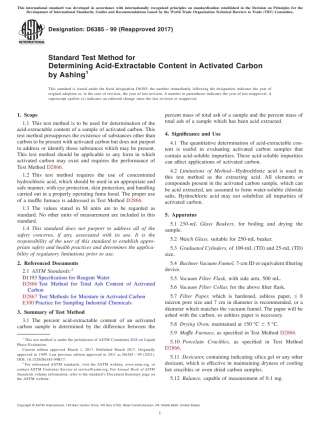 This international standard was developed in accordance with internationally recognized principles on standardization established in the Decision on Principles for the
Development of International Standards, Guides and Recommendations issued by the World Trade Organization Technical Barriers to Trade (TBT) Committee.
Designation: D6385 − 99 (Reapproved 2017)
Standard Test Method for
Determining Acid-Extractable Content in Activated Carbon
by Ashing1
This standard is issued under the fixed designation D6385; the number immediately following the designation indicates the year of
original adoption or, in the case of revision, the year of last revision. A number in parentheses indicates the year of last reapproval. A
superscript epsilon (ε) indicates an editorial change since the last revision or reapproval.
1. Scope
1.1 This test method is to be used for determination of the
acid-extractable content of a sample of activated carbon. This
test method presupposes the existence of substances other than
carbon to be present with activated carbon but does not purport
to address or identify those substances which may be present.
This test method should be applicable to any form in which
activated carbon may exist and requires the performance of
Test Method D2866.
1.2 This test method requires the use of concentrated
hydrochloric acid, which should be used in an appropriate and
safe manner, with eye protection, skin protection, and handling
carried out in a properly operating fume hood. The proper use
of a muffle furnace is addressed in Test Method D2866.
1.3 The values stated in SI units are to be regarded as
standard. No other units of measurement are included in this
standard.
1.4 This standard does not purport to address all of the
safety concerns, if any, associated with its use. It is the
responsibility of the user of this standard to establish appro-
priate safety and health practices and determine the applica-
bility of regulatory limitations prior to use.
2. Referenced Documents
2.1 ASTM Standards:2
D1193 Specification for Reagent Water
D2866 Test Method for Total Ash Content of Activated
Carbon
D2867 Test Methods for Moisture in Activated Carbon
E300 Practice for Sampling Industrial Chemicals
3. Summary of Test Method
3.1 The percent acid-extractable content of an activated
carbon sample is determined by the difference between the
1 This test method is under the jurisdiction of ASTM Committee D28 on
Phase Evaluation.
Current edition approved March 1, 2017. Published March 2017. Originally
approved in 1999. Last previous edition approved in 2011 as D6385 – 99 (2011).
DOI: 10.1520/D6385-99R17.
2 For referenced ASTM standards, visit the ASTM website, www.astm.org, or
contact ASTM Customer Service at service@astm.org. For Annual Book of ASTM
Standards volume information, refer to the standard's Document Summary page on
the ASTM website.
percent mass of total ash of a sample and the percent mass of
total ash of a sample which has been acid extracted.
4. Significance and Use
4.1 The quantitative determination of acid-extractable con-
tent is useful in evaluating activated carbon samples that
contain acid-soluble impurities. These acid-soluble impurities
can affect applications of activated carbon.
4.2 Limitations of Method—Hydrochloric acid is used in
this test method as the extracting acid. All elements or
compounds present in the activated carbon sample, which can
be acid extracted, are assumed to form water-soluble chloride
salts. Hydrochloric acid may not solubilize all impurities of
activated carbon.
5. Apparatus
5.1 250-mL Glass Beakers, for boiling and drying the
sample.
5.2 Watch Glass, suitable for 250-mL beaker.
5.3 Graduated Cylinders, of 100-mL (TD) and 25-mL (TD)
size.
5.4 Buchner Vacuum Funnel, 7-cm ID or equivalent filtering
device.
5.5 Vacuum Filter Flask, with side arm, 500 mL.
5.6 Vacuum Filter Collar, for the above filter flask.
5.7 Filter Paper, which is hardened, ashless paper, ≤ 8
micron pore size and 7 cm in diameter is recommended, or a
diameter which matches the vacuum funnel. The paper will be
ashed with the carbon, so ashless paper is necessary.
5.8 Drying Oven, maintained at 150 °C ± 5 °C.
5.9 Muffle Furnace, as specified in Test Method D2866.
5.10 Porcelain Crucibles, as specified in Test Method
D2866.
5.11 Desiccator, containing indicating silica gel or any other
desiccant, which is effective in maintaining dryness of cooling
hot crucibles or oven dried carbon samples.
5.12 Balance, capable of measurement of 0.1 mg.
Copyright © ASTM International, 100 Barr Harbor Drive, PO Box C700, West Conshohocken, PA 19428-2959. United States
1